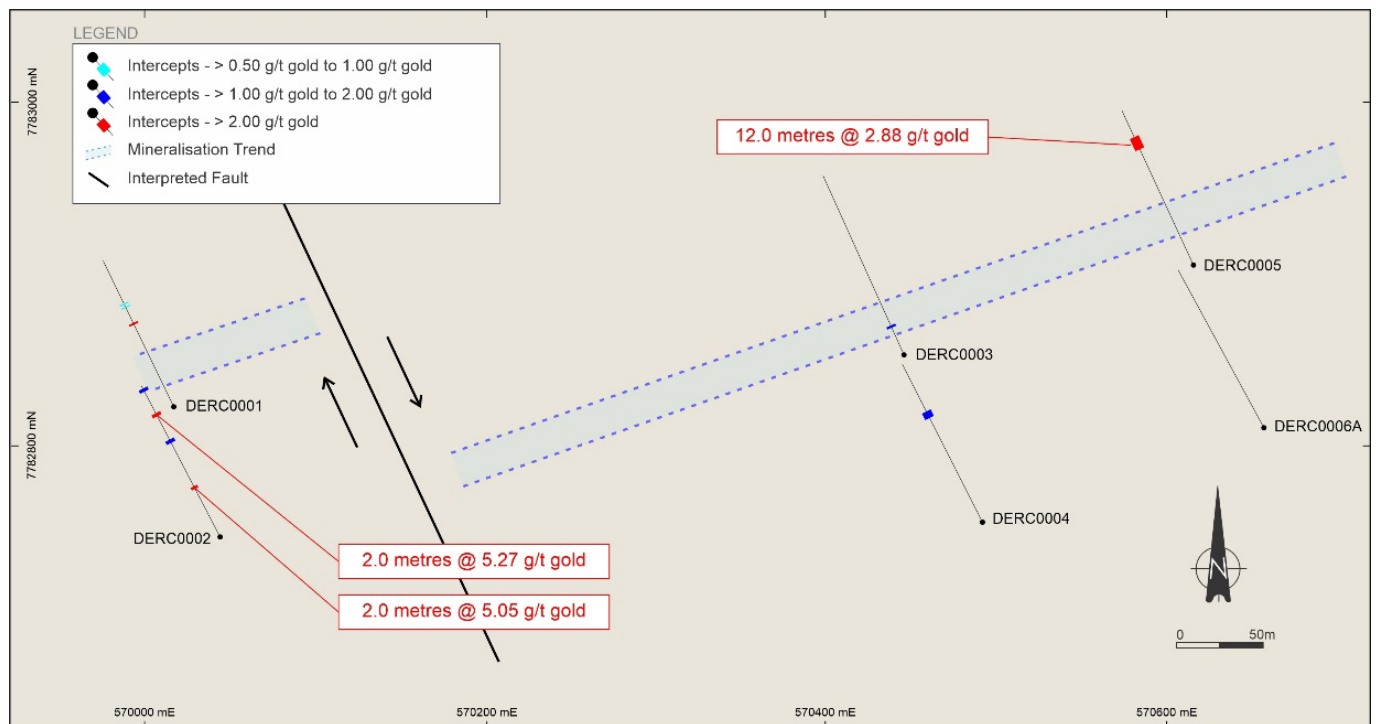 LEGEND
Intercepts - > 0.50 g/t gold to 1.00 g/t gold
Intercepts - > 1.00 g/t gold to 2.00 g/t gold
Intercepts - > 2.00 g/t gold
Mineralisation Trend
Interpreted Fault
7783000 mN
12.0 metres @ 2.88 g/t gold
DERC0005
DERC0003
DERC0001
DERC0006A
7782800 mN
DERC0004
DERC0002
2.0 metres @ 5.27 g/t gold
2.0 metres @ 5.05 g/t gold
N
0 50m
570000 mE
570200 mE
570400 mE
570600 mE